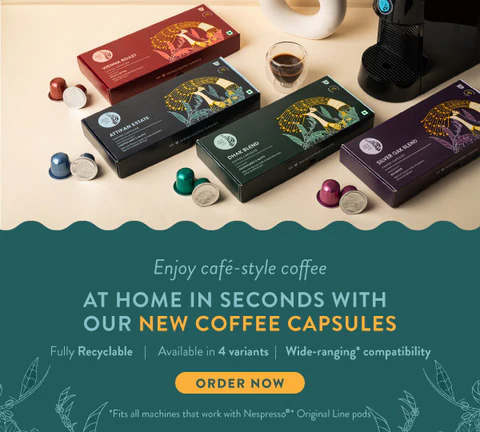 VIENNA ROAST
ATTIKAN ESTATE
DHAK BLEND
SILVER OAK BLEND
Enjoy café-style coffee
AT HOME IN SECONDS WITH
OUR NEW COFFEE CAPSULES
Fully Recyclable | Available in 4 variants | Wide-ranging* compatibility
ORDER NOW
*Fits all machines that work with Nespresso®* Original Line pods